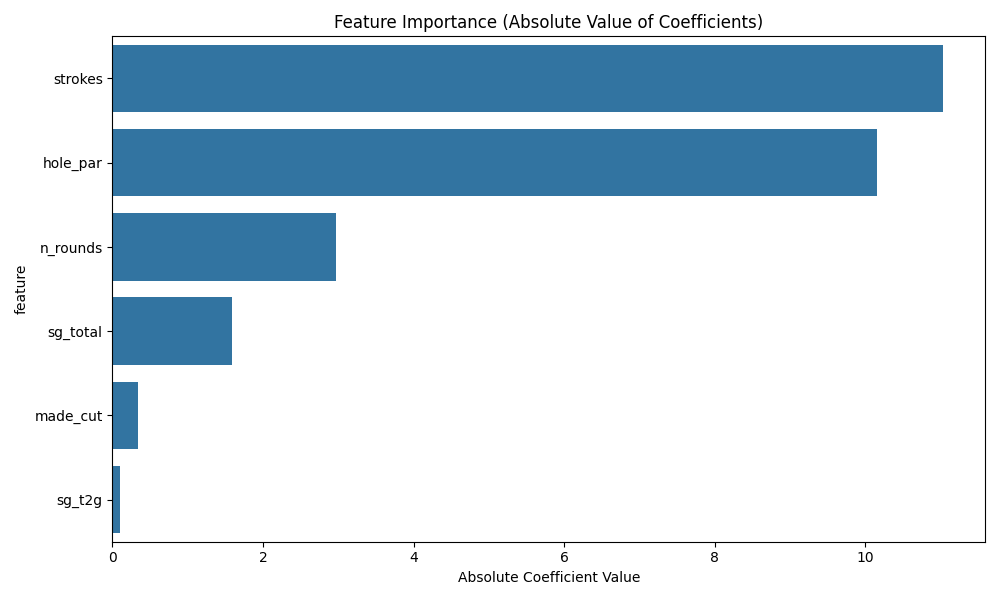 Feature Importance (Absolute Value of Coefficients)
strokes
hole_par
n_rounds
sg_total
made_cut
sg_t2g
feature
0 2 4 6 8 10
Absolute Coefficient Value